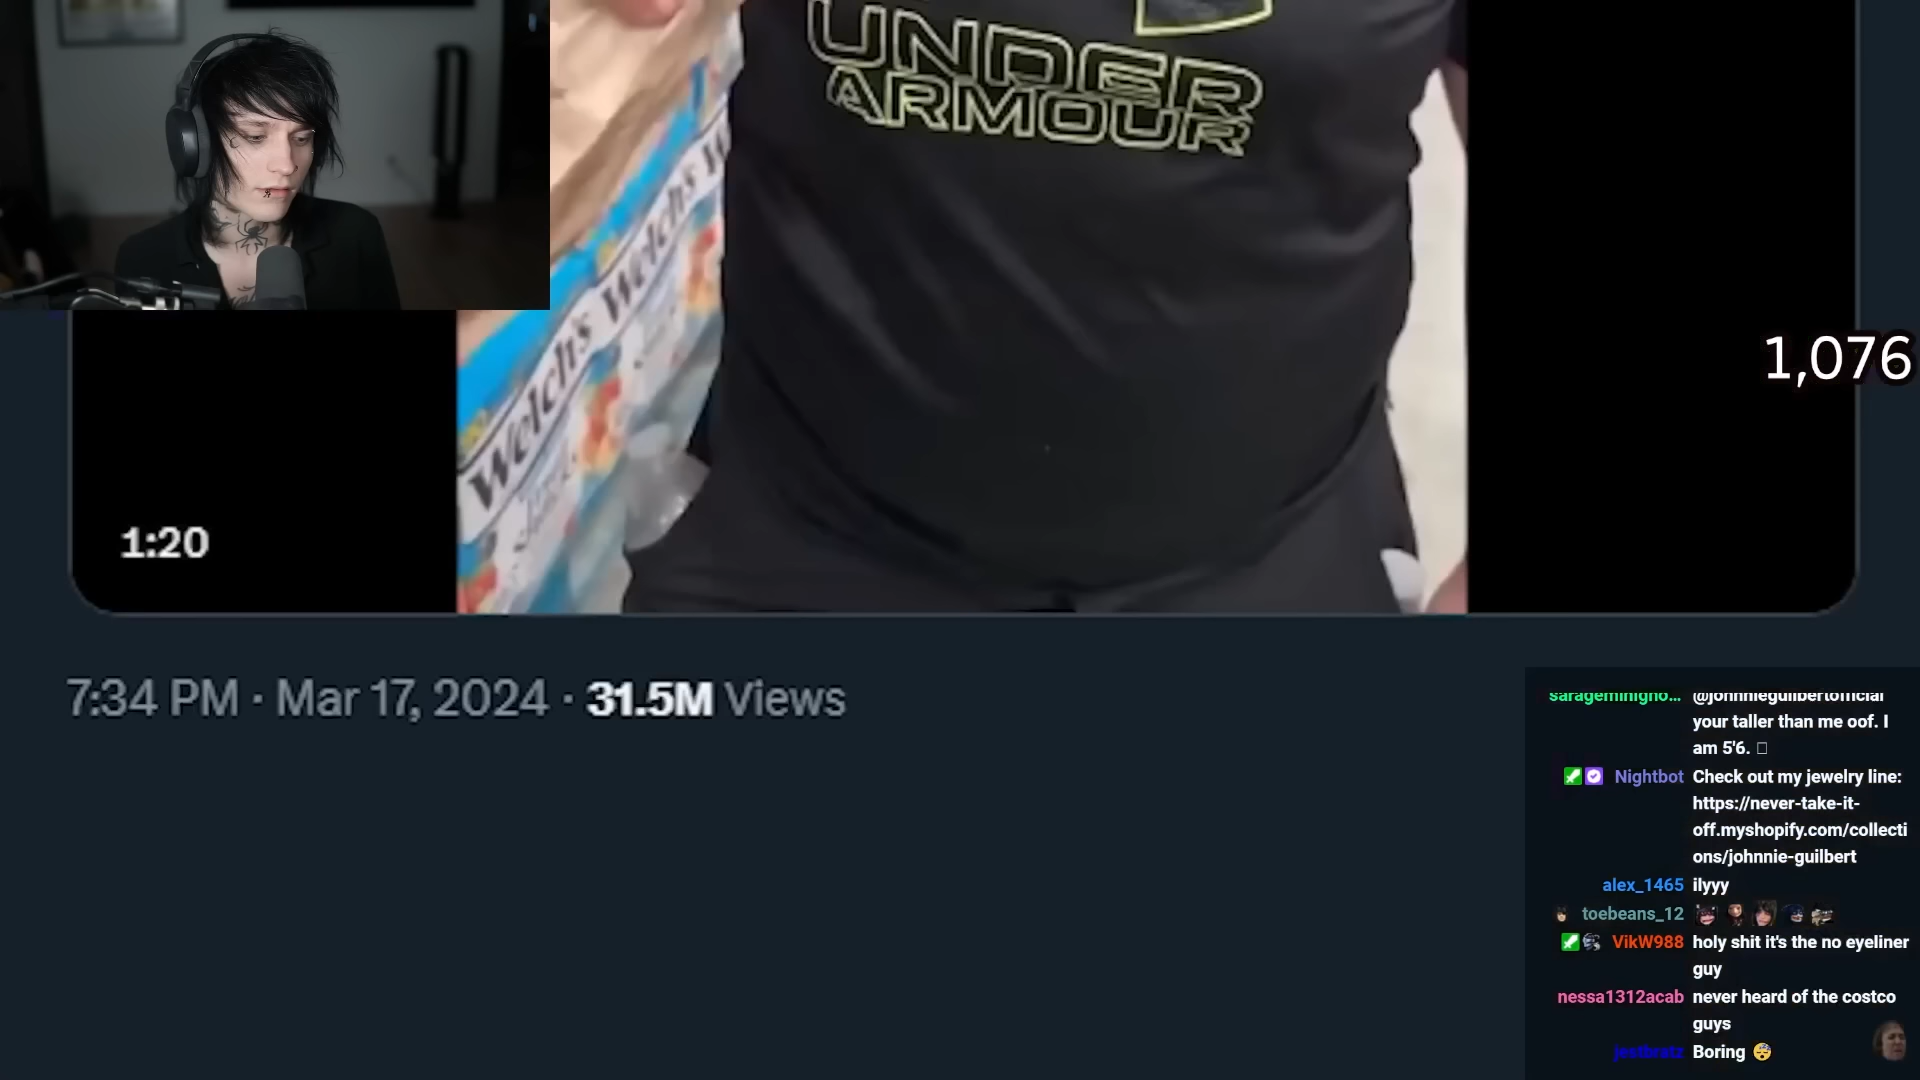 UNDER
ARMOUR
Welch's
Welch's
1,076
1:20
7:34 PM · Mar 17, 2024 · 31.5M Views
your taller than me oof. I
am 5'6.
Nightbot Check out my jewelry line:
https://never-take-it-
off.myshopify.com/collecti
ons/johnnie-guilbert
alex_1465 ilyyy
toebeans_12
VikW988 holy shit it's the no eyeliner
guy
nessa1312acab never heard of the costco
guys
Boring 😴